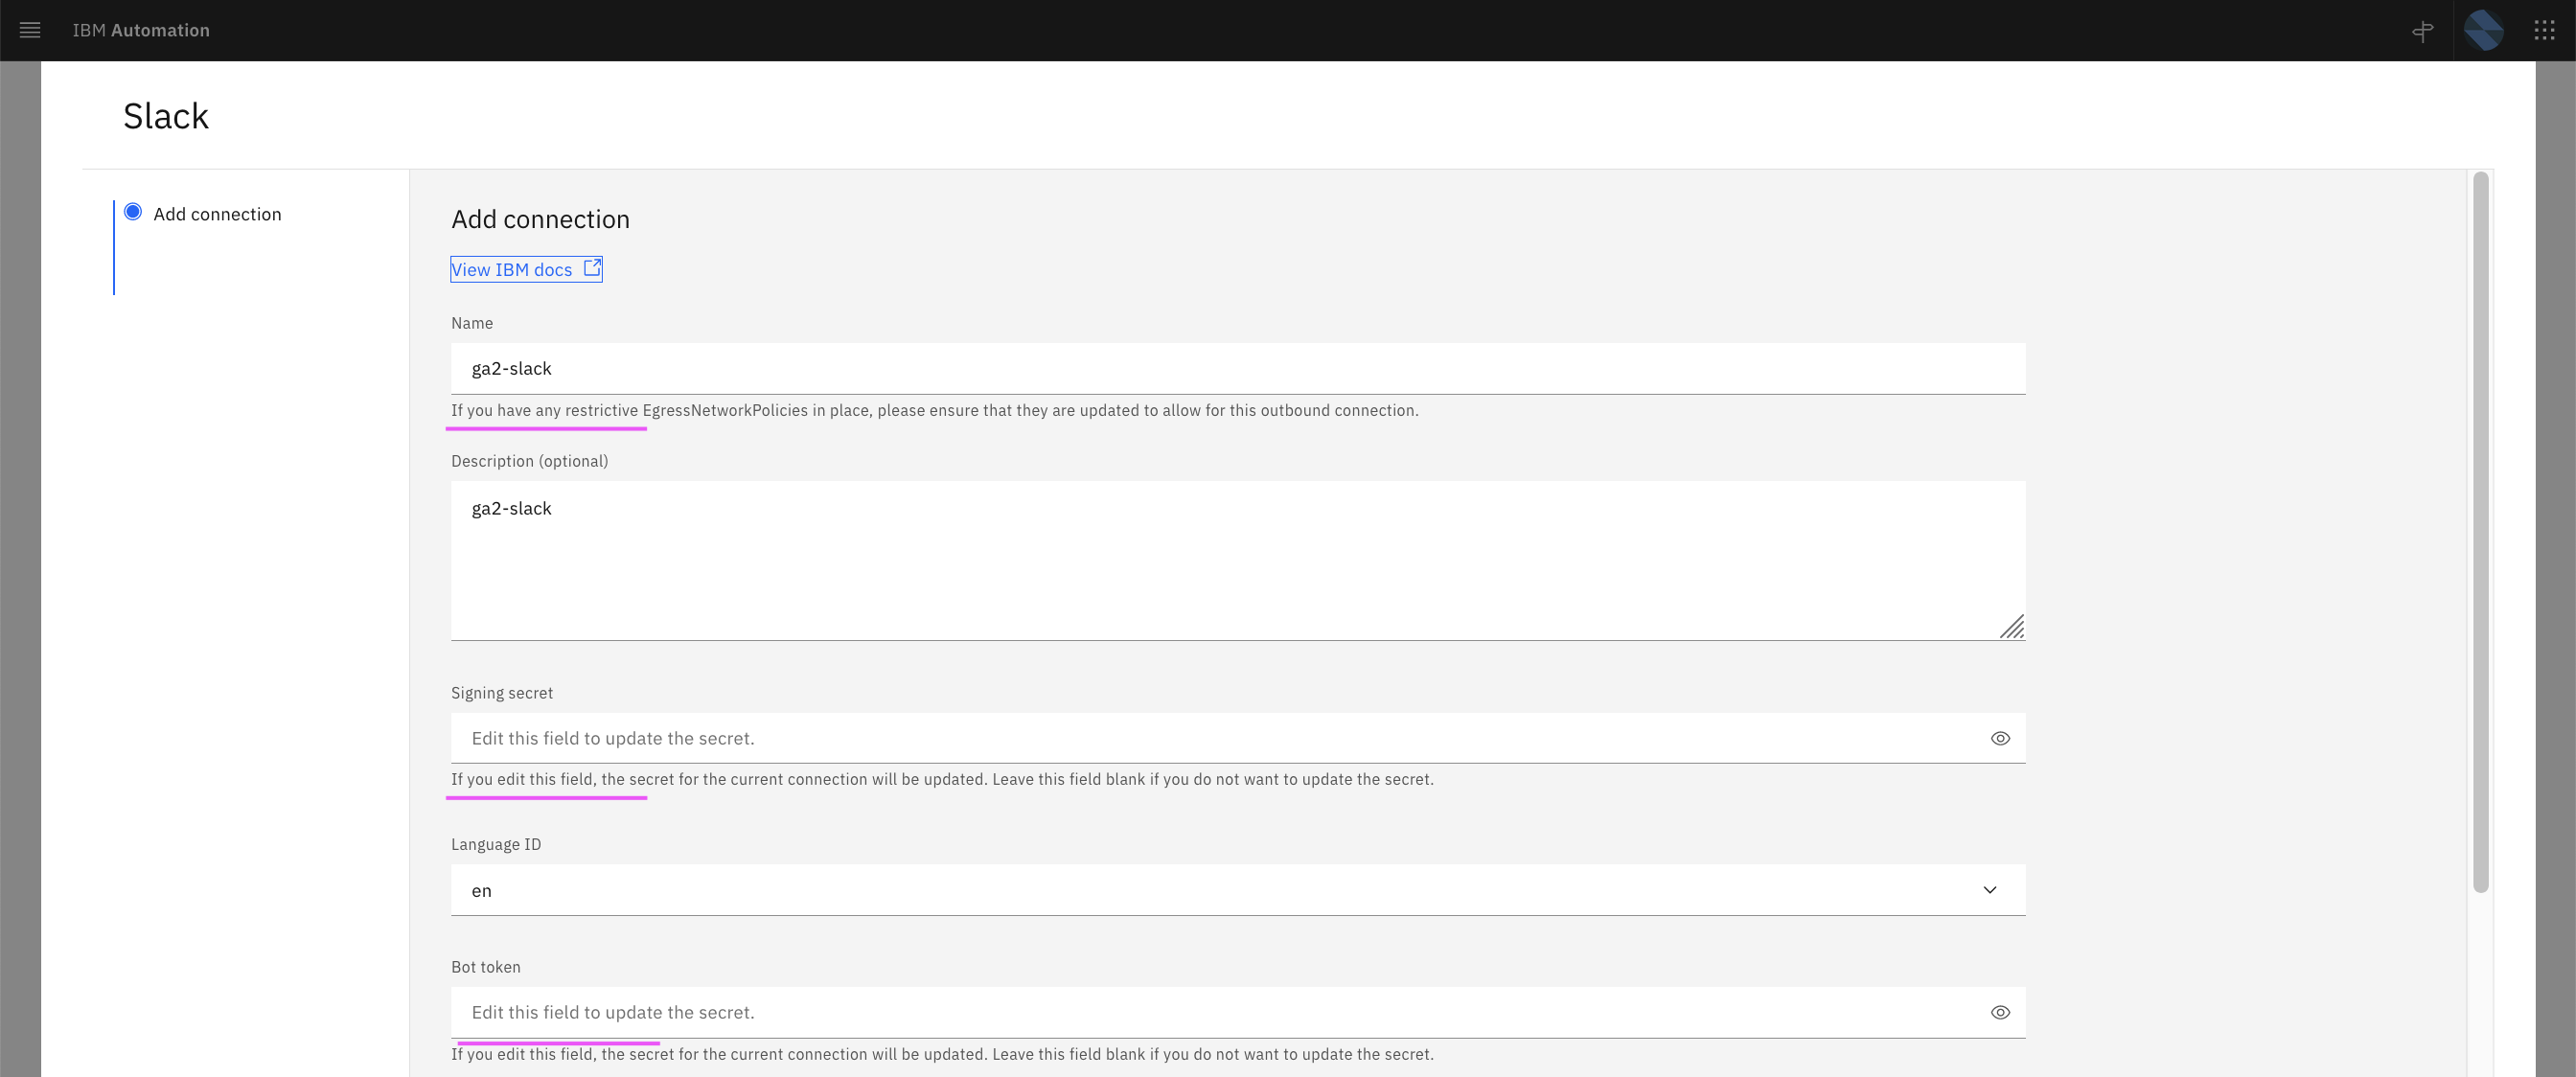 IBM Automation
Slack
Add connection
Add connection
View IBM docs
Name
ga2-slack
If you have any restrictive EgressNetworkPolicies in place, please ensure that they are updated to allow for this outbound connection.
Description (optional)
ga2-slack
Signing secret
Edit this field to update the secret.
If you edit this field, the secret for the current connection will be updated. Leave this field blank if you do not want to update the secret.
Language ID
en
Bot token
Edit this field to update the secret.
If you edit this field, the secret for the current connection will be updated. Leave this field blank if you do not want to update the secret.